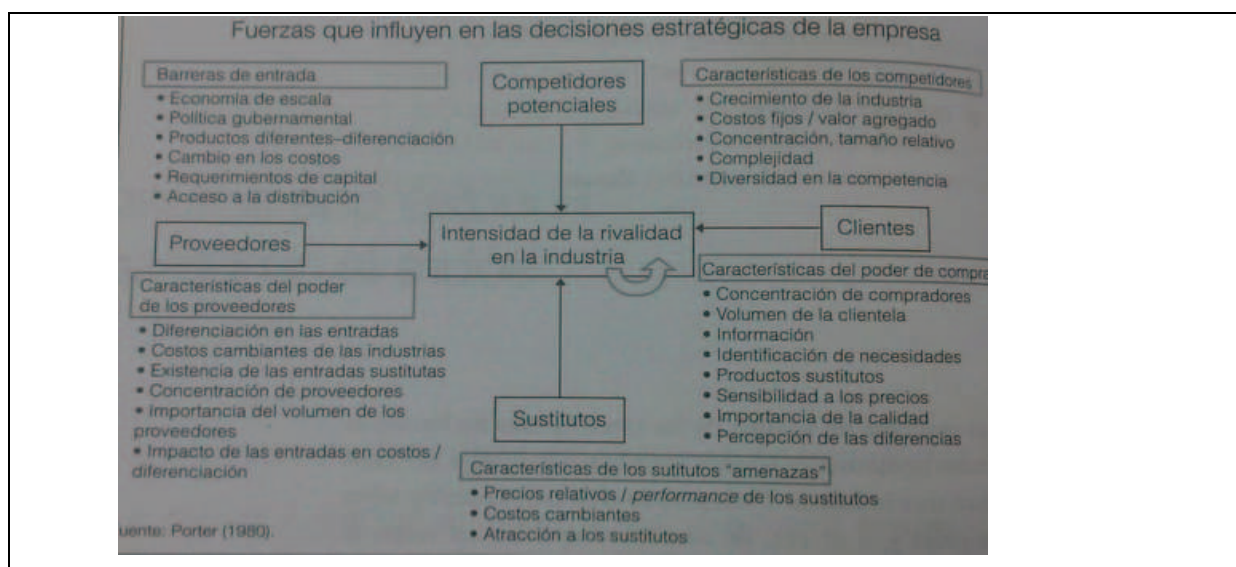 Fuerzas que influyen en las decisiones estratégicas de la empresa
Barreras de entrada
• Economía de escala
• Política gubernamental
• Productos diferentes–diferenciación
• Cambio en los costos
• Requerimientos de capital
• Acceso a la distribución
Competidores
potenciales
Características de los competidores
• Crecimiento de la industria
• Costos fijos / valor agregado
• Concentración, tamaño relativo
• Complejidad
• Diversidad en la competencia
Proveedores
Intensidad de la rivalidad
en la industria
Clientes
Características del poder
de los proveedores
• Diferenciación en las entradas
• Costos cambiantes de las industrias
• Existencia de las entradas sustitutas
• Concentración de proveedores
• Importancia del volumen de los
proveedores
• Impacto de las entradas en costos /
diferenciación
Características del poder de compra
• Concentración de compradores
• Volumen de la clientela
• Información
• Identificación de necesidades
• Productos sustitutos
• Sensibilidad a los precios
• Importancia de la calidad
• Percepción de las diferencias
Sustitutos
Características de los sutitutos "amenazas"
• Precios relativos / performance de los sustitutos
• Costos cambiantes
• Atracción a los sustitutos
uente: Porter (1980).